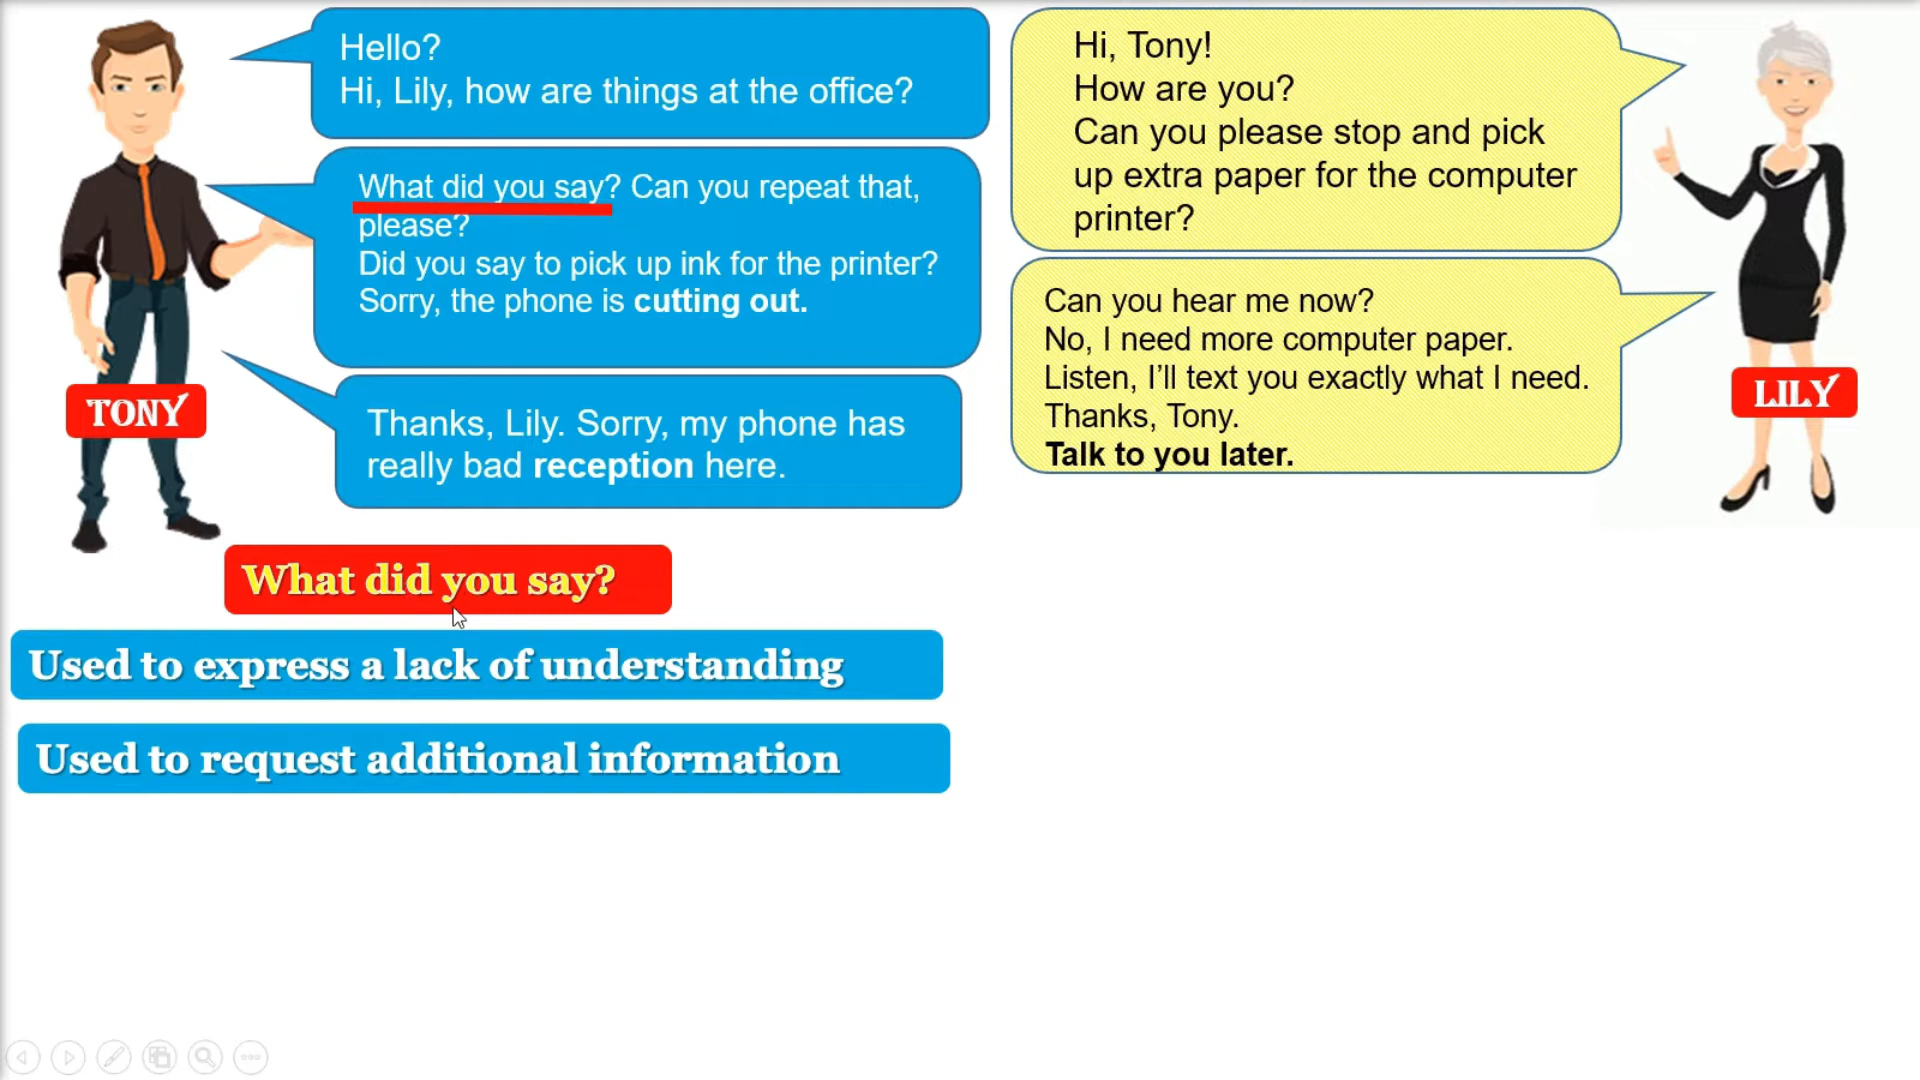 Hello?
Hi, Lily, how are things at the office?
Hi, Tony!
How are you?
Can you please stop and pick
up extra paper for the computer
printer?
What did you say? Can you repeat that,
please?
Did you say to pick up ink for the printer?
Sorry, the phone is cutting out.
Can you hear me now?
No, I need more computer paper.
Listen, I’ll text you exactly what I need.
Thanks, Tony.
Talk to you later.
Thanks, Lily. Sorry, my phone has
really bad reception here.
TONY
LILY
What did you say?
Used to express a lack of understanding
Used to request additional information